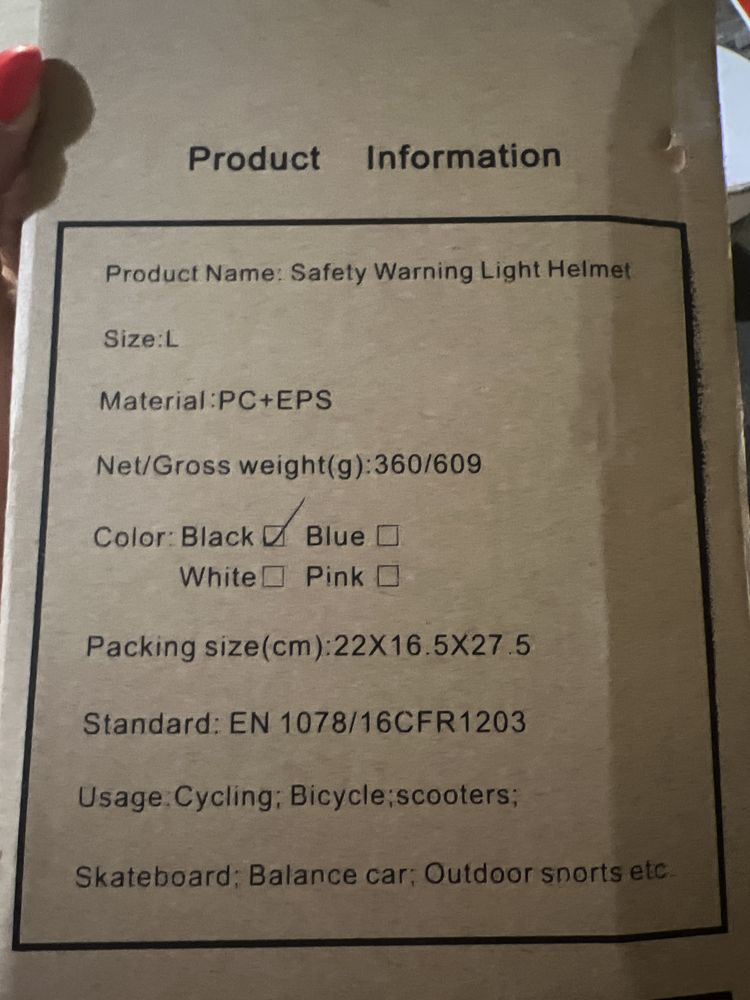 Product Information
Product Name: Safety Warning Light Helmet
Size:L
Material:PC+EPS
Net/Gross weight(g):360/609
Color: Black ☑ Blue ☐
White ☐ Pink ☐
Packing size(cm):22X16.5X27.5
Standard: EN 1078/16CFR1203
Usage:Cycling; Bicycle;scooters;
Skateboard; Balance car; Outdoor snorts etc.